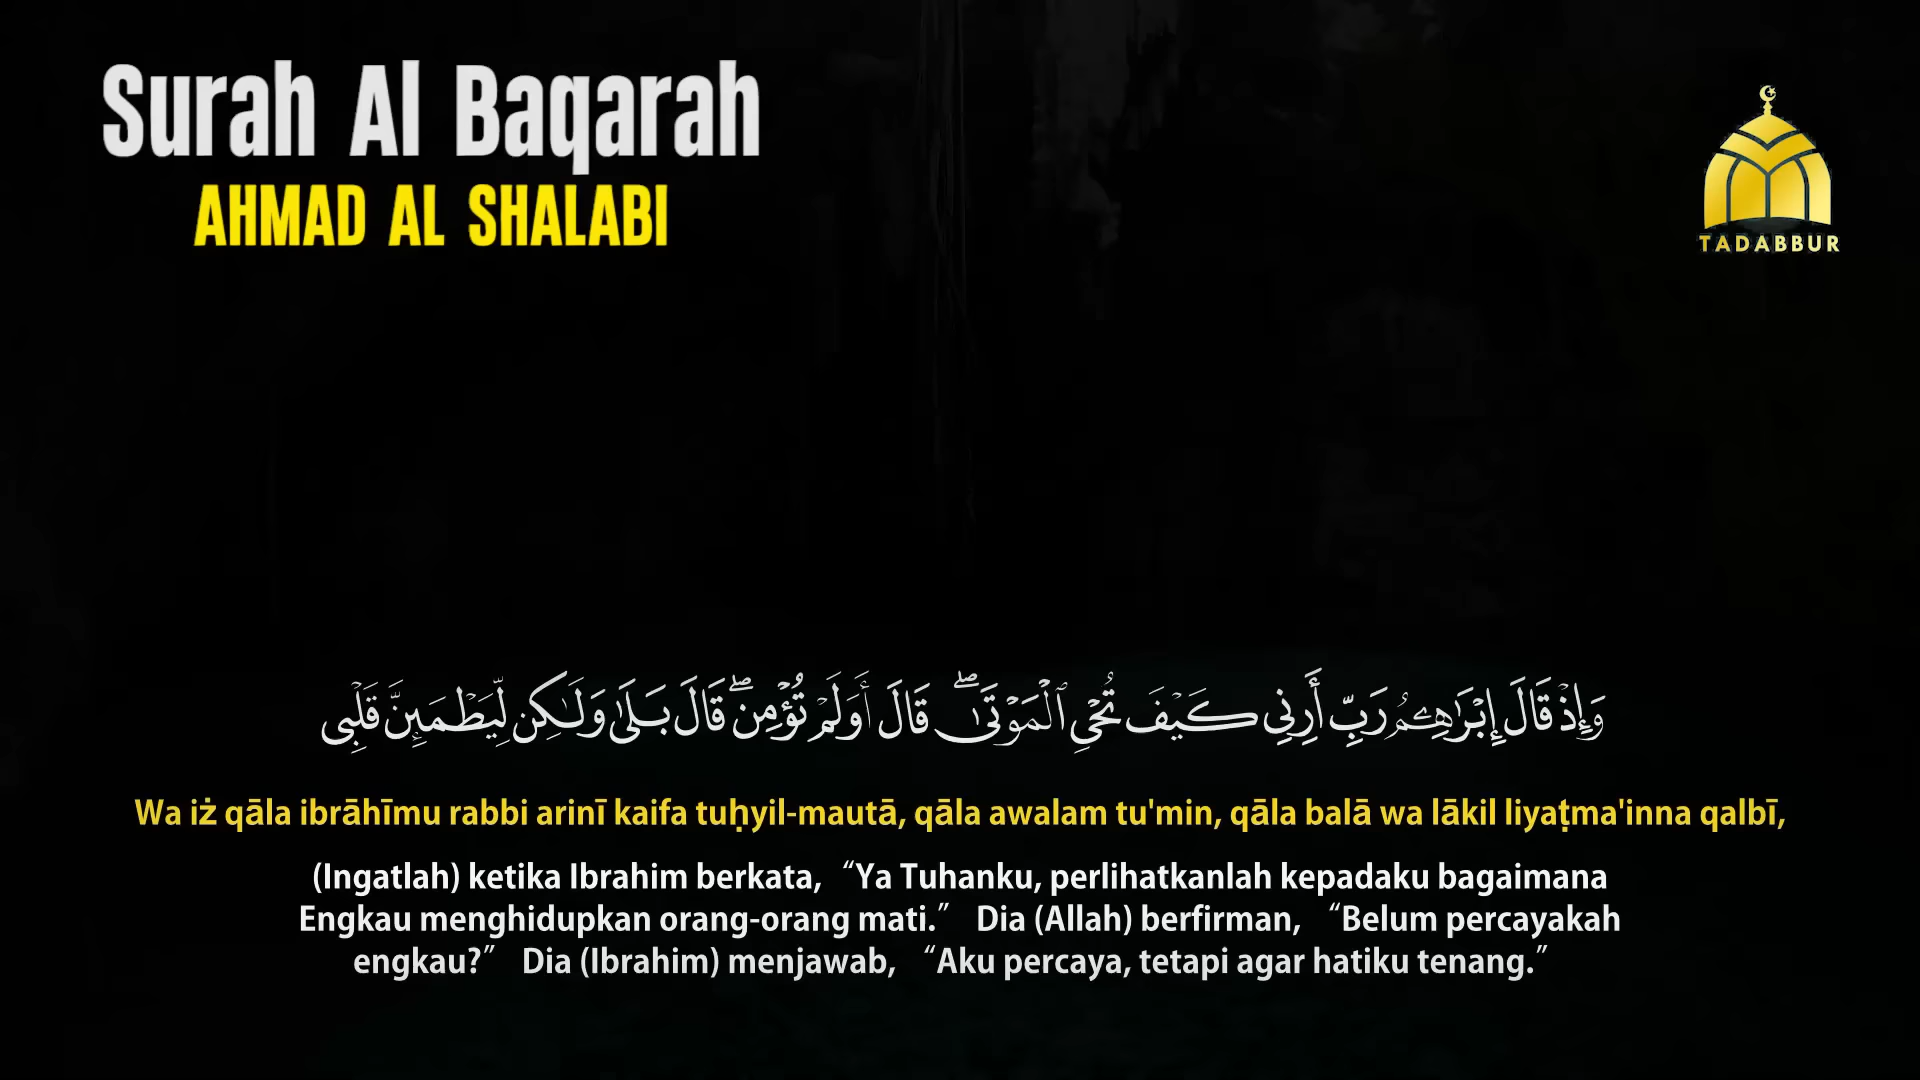 Surah Al Baqarah
AHMAD AL SHALABI
TADABBUR
وَإِذْ قَالَ إِبْرَٰهِـۧمُ رَبِّ أَرِنِي كَيْفَ تُحْيِ ٱلْمَوْتَىٰ ۖ قَالَ أَوَلَمْ تُؤْمِن ۖ قَالَ بَلَىٰ وَلَـٰكِن لِّيَطْمَئِنَّ قَلْبِى
Wa iż qāla ibrāhīmu rabbi arinī kaifa tuḥyil-mautā, qāla awalam tu'min, qāla balā wa lākil liyaṭma'inna qalbī,
(Ingatlah) ketika Ibrahim berkata, “Ya Tuhanku, perlihatkanlah kepadaku bagaimana
Engkau menghidupkan orang-orang mati.” Dia (Allah) berfirman, “Belum percayakah
engkau?” Dia (Ibrahim) menjawab, “Aku percaya, tetapi agar hatiku tenang.”